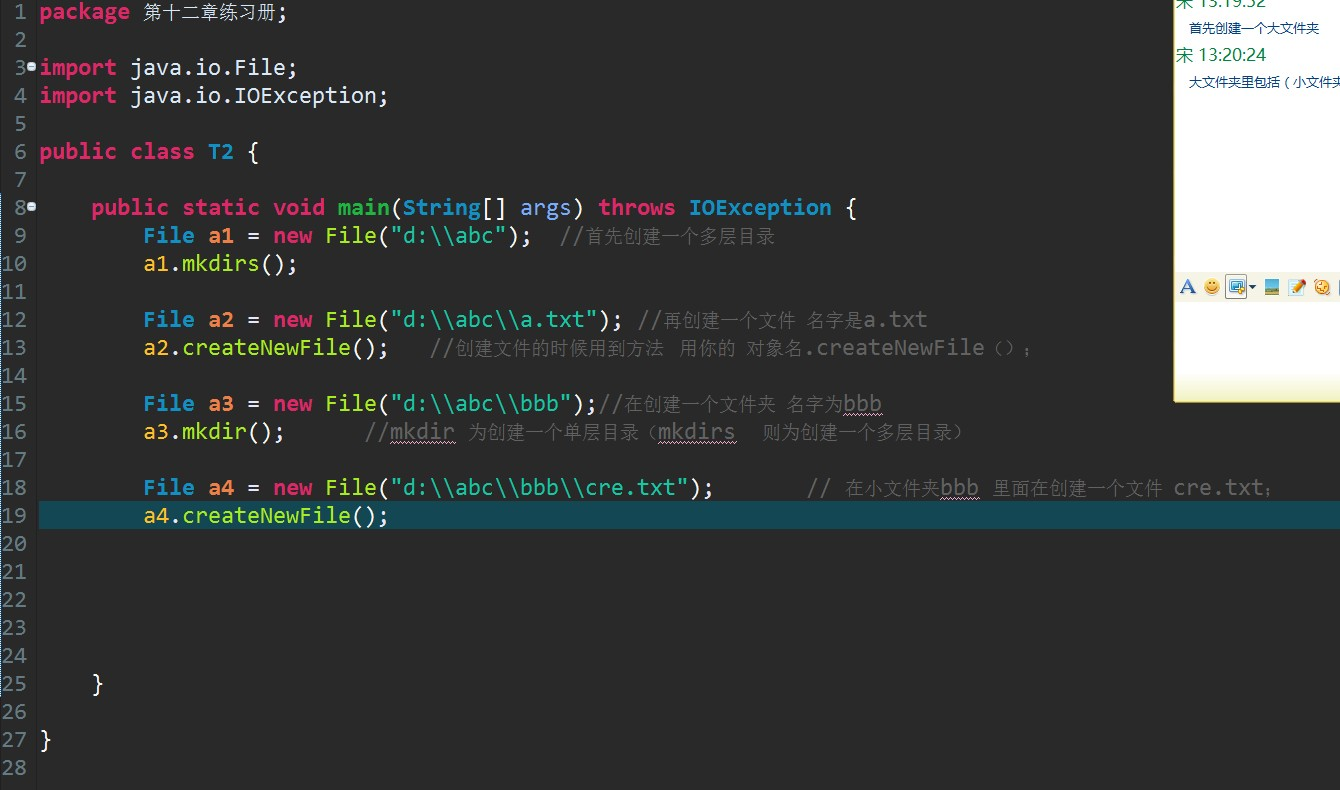 1 package 第十二章练习册;
2
3 import java.io.File;
4 import java.io.IOException;
5
6 public class T2 {
7
8 public static void main(String[] args) throws IOException {
9 File a1 = new File("d:\\abc"); //首先创建一个多层目录
10 a1.mkdirs();
11
12 File a2 = new File("d:\\abc\\a.txt"); //再创建一个文件 名字是a.txt
13 a2.createNewFile(); //创建文件的时候用到方法 用你的 对象名.createNewFile（）;
14
15 File a3 = new File("d:\\abc\\bbb");//在创建一个文件夹 名字为bbb
16 a3.mkdir(); //mkdir 为创建一个单层目录（mkdirs 则为创建一个多层目录）
17
18 File a4 = new File("d:\\abc\\bbb\\cre.txt"); // 在小文件夹bbb 里面在创建一个文件 cre.txt;
19 a4.createNewFile();
20
21
22
23
24
25 }
26
27 }
28
宋 13:19:52
首先创建一个大文件夹
宋 13:20:24
大文件夹里包括（小文件夹